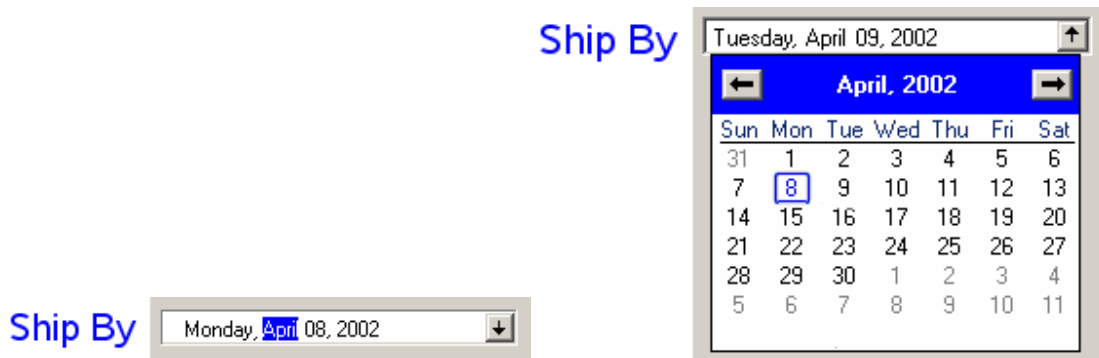 Ship By Monday, April 08, 2002
Ship By Tuesday, April 09, 2002
April, 2002
Sun Mon Tue Wed Thu Fri Sat
31 1 2 3 4 5 6
7 8 9 10 11 12 13
14 15 16 17 18 19 20
21 22 23 24 25 26 27
28 29 30 1 2 3 4
5 6 7 8 9 10 11